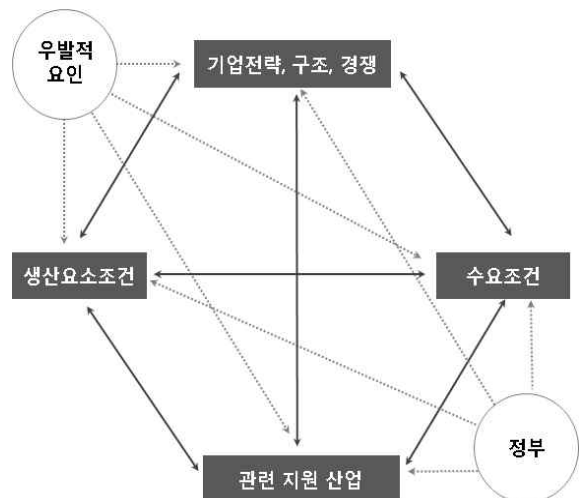 우발적
요인
기업전략, 구조, 경쟁
생산요소조건
수요조건
정부
관련 지원 산업